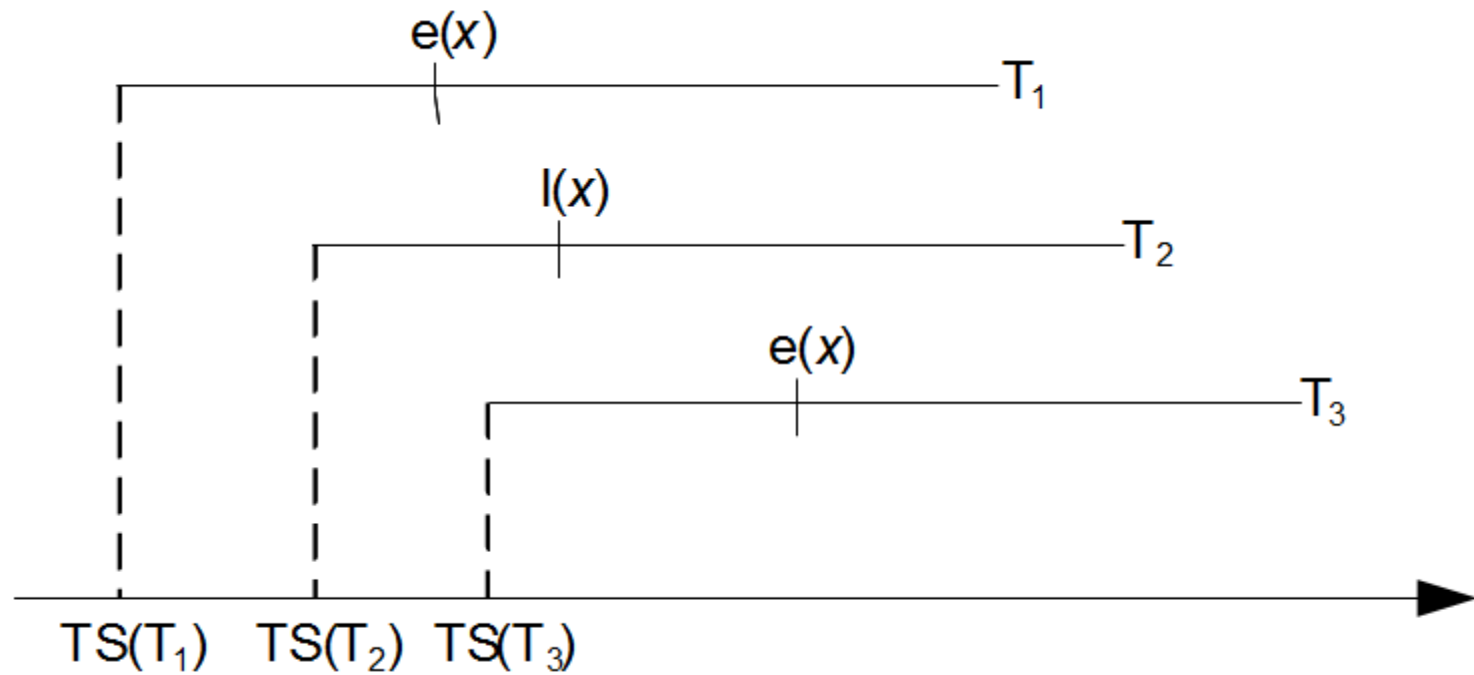 e(x)
T₁
l(x)
T₂
e(x)
T₃
TS(T₁) TS(T₂) TS(T₃)